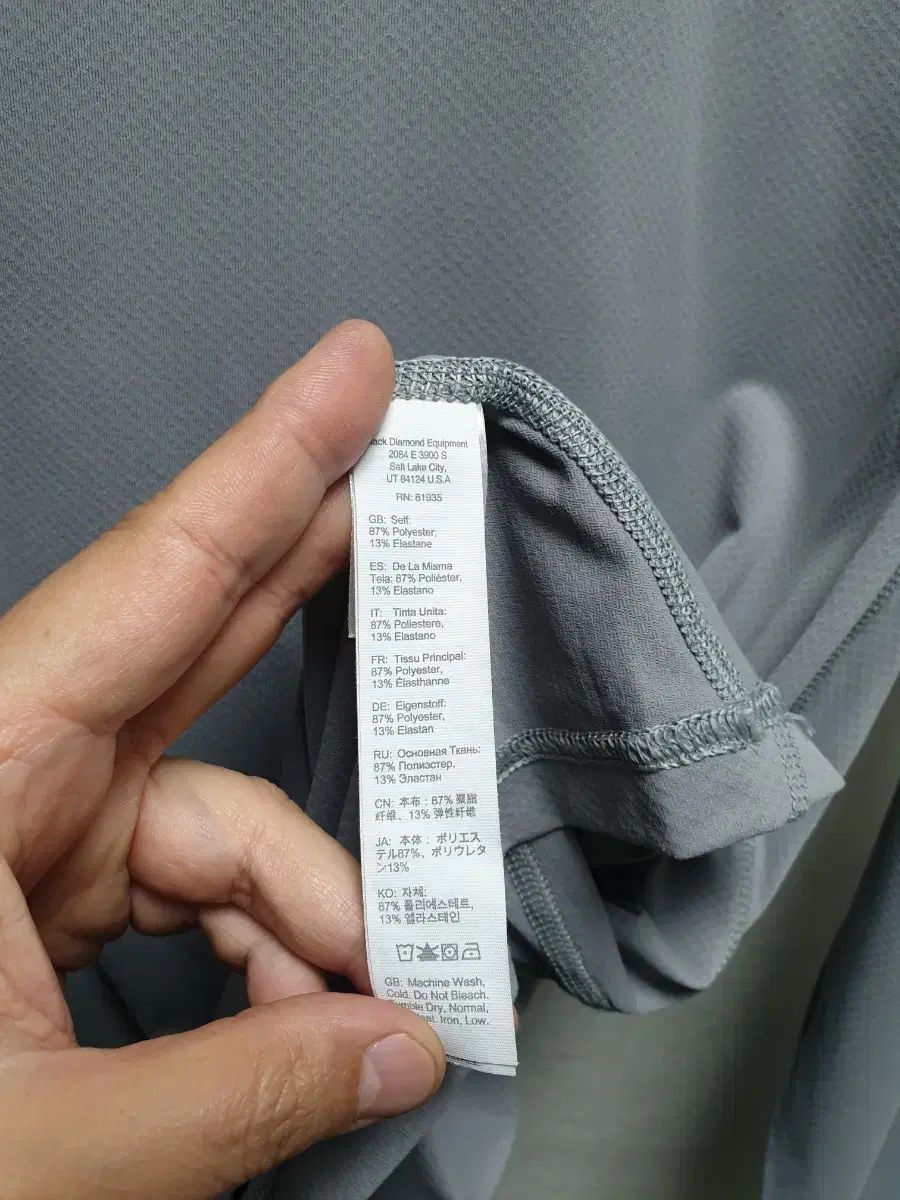 Diamond Equipment
2084 E 3900 S
Salt Lake City,
UT 84124 U.S.A
RN: 81935
GB: Self:
87% Polyester,
13% Elastane
ES: De La Misma
Tela: 87% Poliéster,
13% Elastano
IT: Tinta Unita:
87% Poliestere,
13% Elastano
FR: Tissu Principal:
87% Polyester,
13% Élasthanne
DE: Eigenstoff:
87% Polyester,
13% Elastan
RU: Основная Ткань:
87% Полиэстер,
13% Эластан
CN: 本布：87% 聚脂
纤维、13% 弹性纤维
JA: 本体：ポリエス
テル87%、ポリウレタ
ン13%
KO: 자체:
87% 폴리에스테르,
13% 엘라스테인
GB: Machine Wash,
Cold. Do Not Bleach.
Dry, Normal,
Iron, Low.